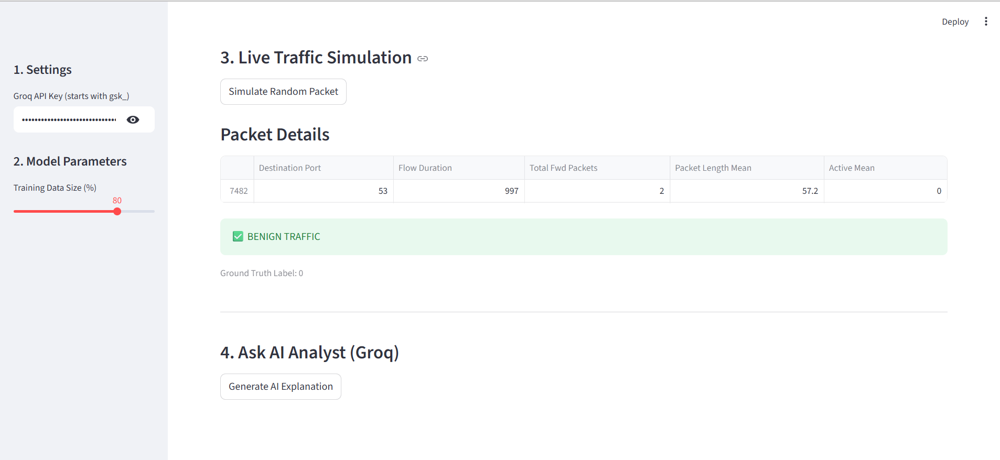 Deploy
1. Settings
Groq API Key (starts with gsk_)
••••••••••••••••••••••••••••••
2. Model Parameters
Training Data Size (%)
80
3. Live Traffic Simulation
Simulate Random Packet
Packet Details
Destination Port Flow Duration Total Fwd Packets Packet Length Mean Active Mean
7482 53 997 2 57.2 0
✅ BENIGN TRAFFIC
Ground Truth Label: 0
4. Ask AI Analyst (Groq)
Generate AI Explanation